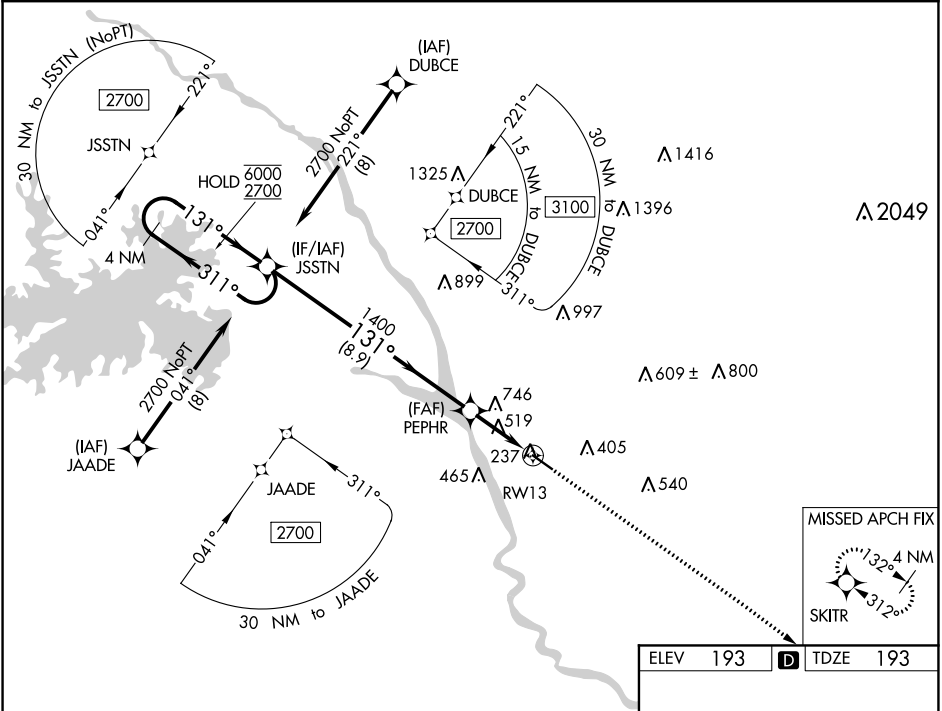 30 NM to JSSTN (NoPT)
2700
221°
JSSTN
041°
(IAF)
DUBCE
2700 NoPT
221°
(8)
HOLD 6000
2700
131°
4 NM
311°
(IF/IAF)
JSSTN
221°
15 NM to DUBCE
30 NM to DUBCE
1325
DUBCE
2700
3100
311°
1416
1396
2049
899
997
1400
131°
(8.9)
2700 NoPT
041°
(8)
(IAF)
JAADE
(FAF)
PEPHR
746
519
237
465
RW13
609 ±
800
405
540
JAADE
311°
041°
2700
30 NM to JAADE
MISSED APCH FIX
4 NM
132°
312°
SKITR
ELEV 193 D TDZE 193